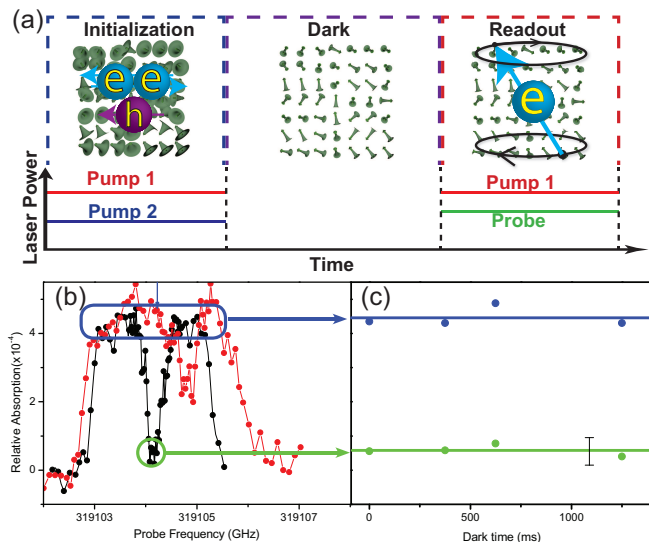 (a)
Initialization
Dark
Readout
e e
h
e
Pump 1
Pump 2
Pump 1
Probe
Laser Power
Time
(b)
(c)
Relative Absorption(x10⁻⁴)
4
2
0
319103
319105
319107
Probe Frequency (GHz)
0
500
1000
Dark time (ms)